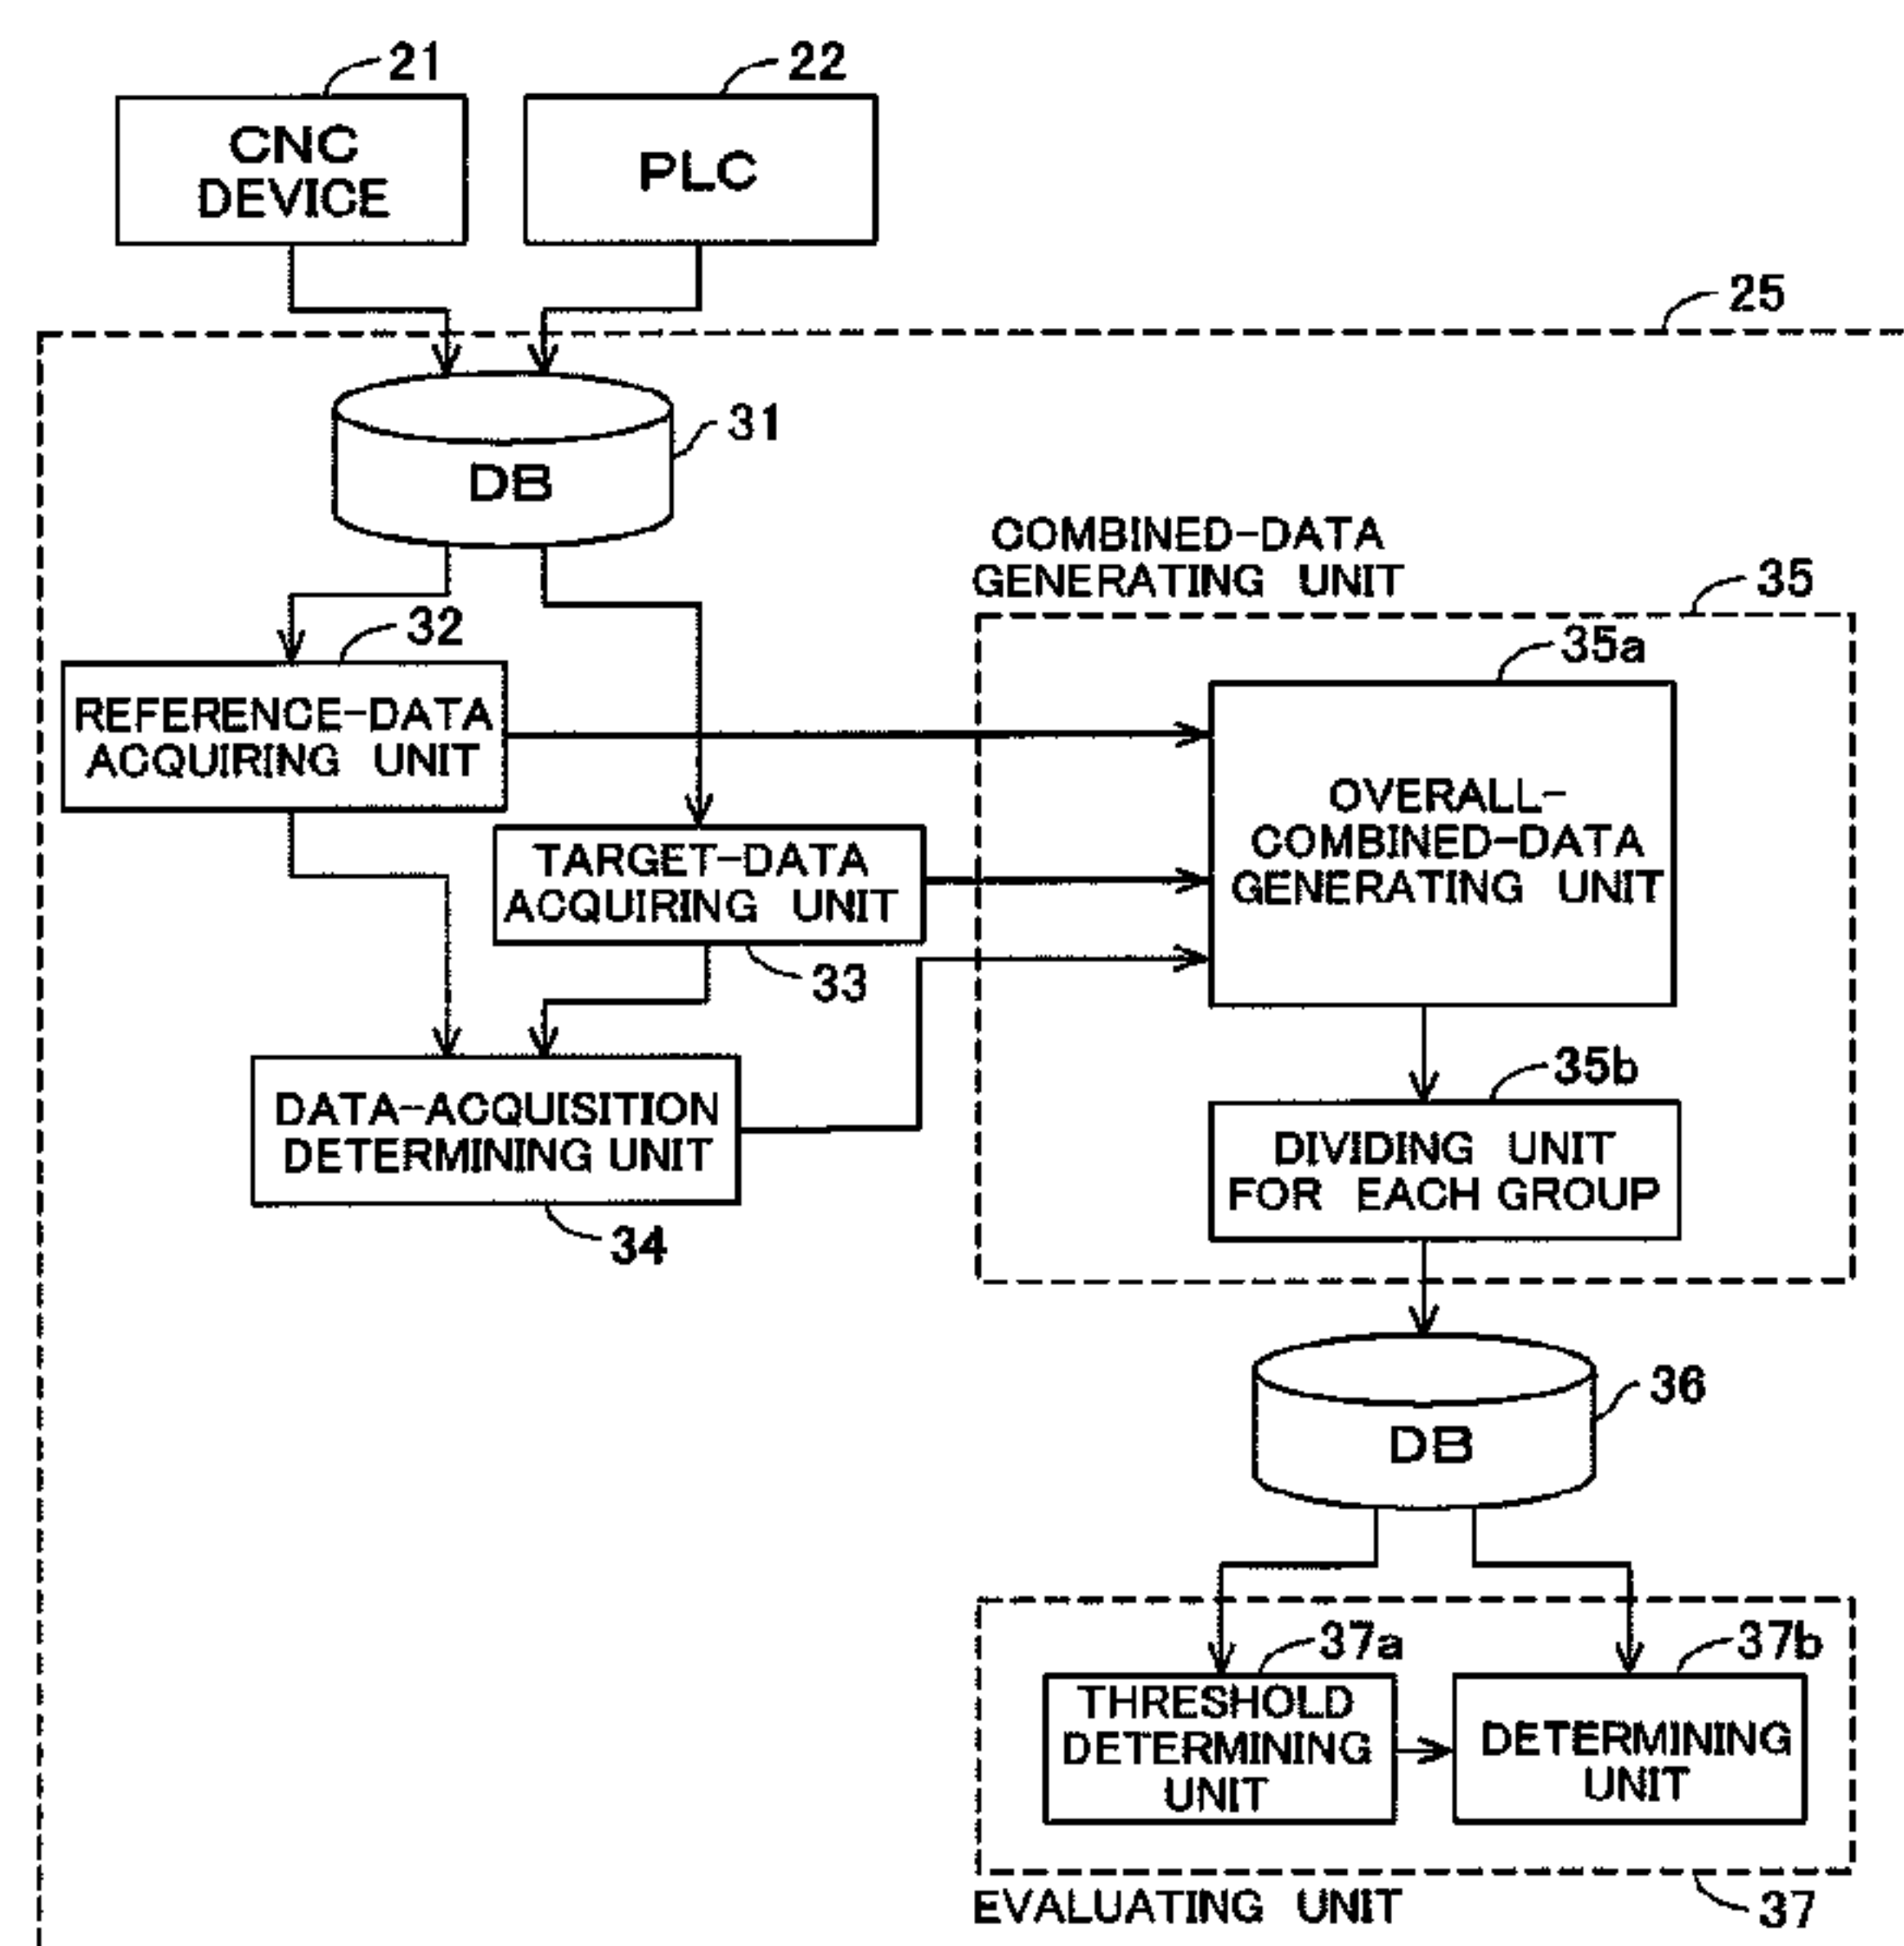 21
22
CNC
DEVICE
PLC
25
31
DB
COMBINED-DATA
GENERATING UNIT
35
32
35a
REFERENCE-DATA
ACQUIRING UNIT
OVERALL-
COMBINED-DATA
GENERATING UNIT
TARGET-DATA
ACQUIRING UNIT
33
35b
DATA-ACQUISITION
DETERMINING UNIT
34
DIVIDING UNIT
FOR EACH GROUP
36
DB
37a
37b
THRESHOLD
DETERMINING
UNIT
DETERMINING
UNIT
EVALUATING UNIT
37